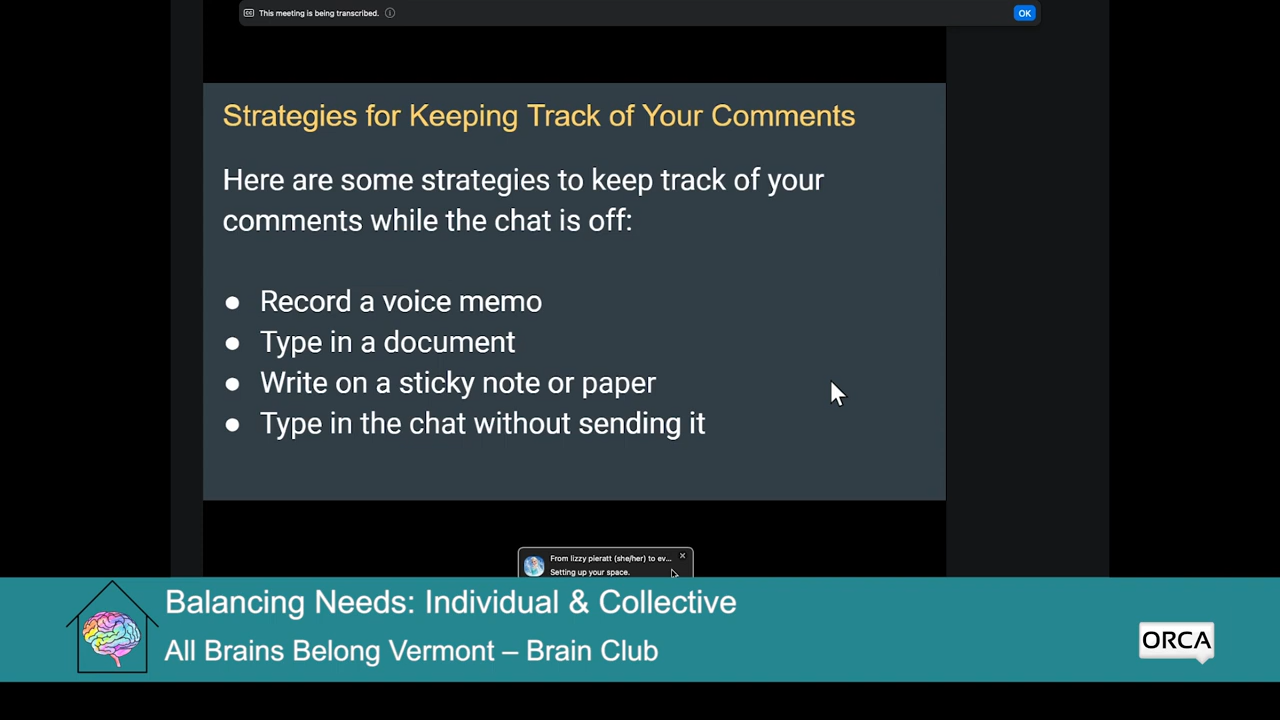 This meeting is being transcribed.
OK
Strategies for Keeping Track of Your Comments
Here are some strategies to keep track of your
comments while the chat is off:
● Record a voice memo
● Type in a document
● Write on a sticky note or paper
● Type in the chat without sending it
From lizzy pieratt (she/her) to ev...
Setting up your space.
Balancing Needs: Individual & Collective
All Brains Belong Vermont – Brain Club
ORCA